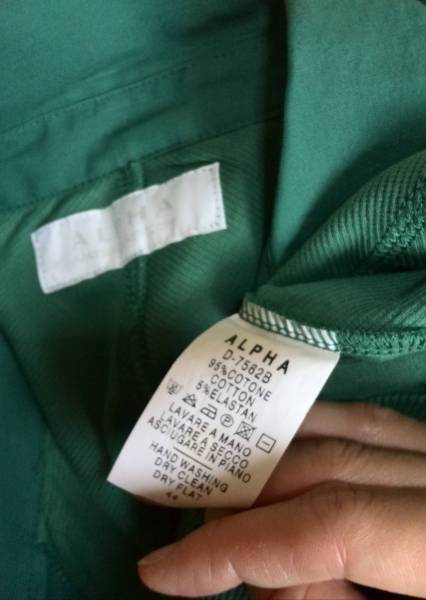 ALPHA
ALPHA
D-7562B
95%COTONE
COTTON
5%ELASTAN
LAVARE A MANO
LAVARE A SECCO
ASCIUGARE IN PIANO
HAND WASHING
DRY CLEAN
DRY FLAT
44